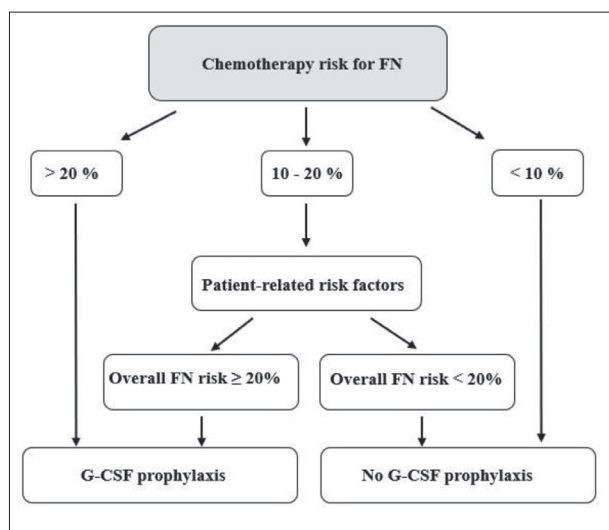 Chemotherapy risk for FN
> 20 %
10 - 20 %
< 10 %
Patient-related risk factors
Overall FN risk ≥ 20%
Overall FN risk < 20%
G-CSF prophylaxis
No G-CSF prophylaxis